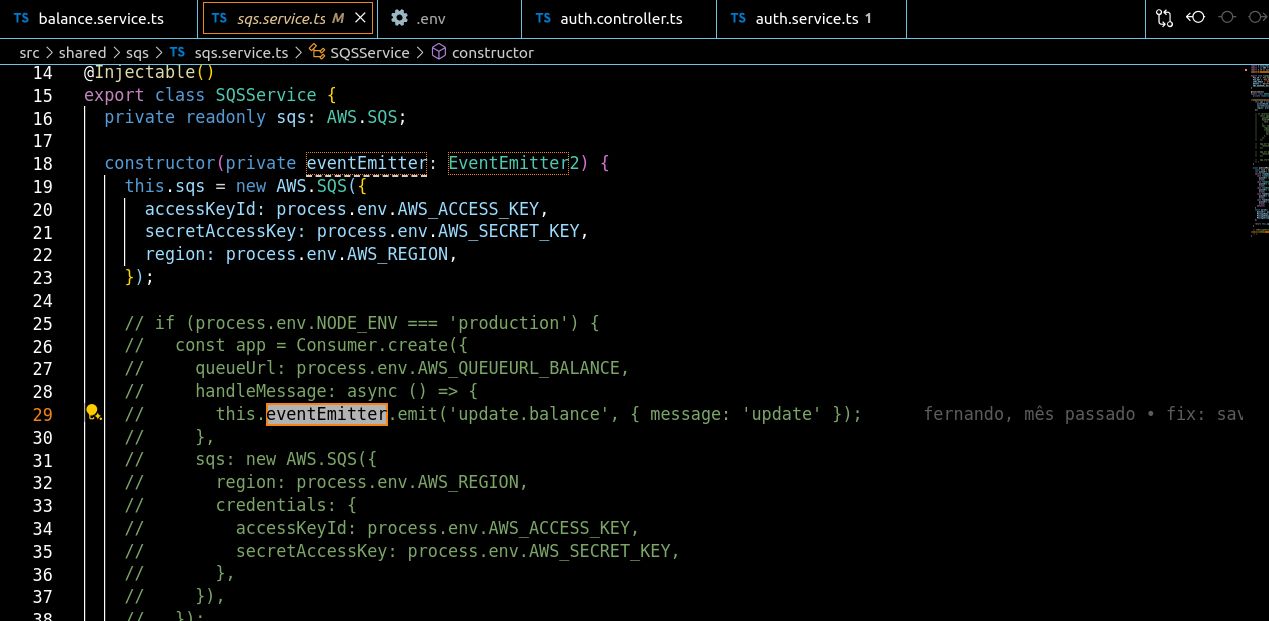 TS balance.service.ts TS sqs.service.ts M .env TS auth.controller.ts TS auth.service.ts 1
src > shared > sqs > TS sqs.service.ts > SQSService > constructor
14 @Injectable()
15 export class SQSService {
16 private readonly sqs: AWS.SQS;
17
18 constructor(private eventEmitter: EventEmitter2) {
19 this.sqs = new AWS.SQS({
20 accessKeyId: process.env.AWS_ACCESS_KEY,
21 secretAccessKey: process.env.AWS_SECRET_KEY,
22 region: process.env.AWS_REGION,
23 });
24
25 // if (process.env.NODE_ENV === 'production') {
26 // const app = Consumer.create({
27 // queueUrl: process.env.AWS_QUEUEURL_BALANCE,
28 // handleMessage: async () => {
29 // this.eventEmitter.emit('update.balance', { message: 'update' }); fernando, mês passado • fix: sav
30 // },
31 // sqs: new AWS.SQS({
32 // region: process.env.AWS_REGION,
33 // credentials: {
34 // accessKeyId: process.env.AWS_ACCESS_KEY,
35 // secretAccessKey: process.env.AWS_SECRET_KEY,
36 // },
37 // }),
38 // });